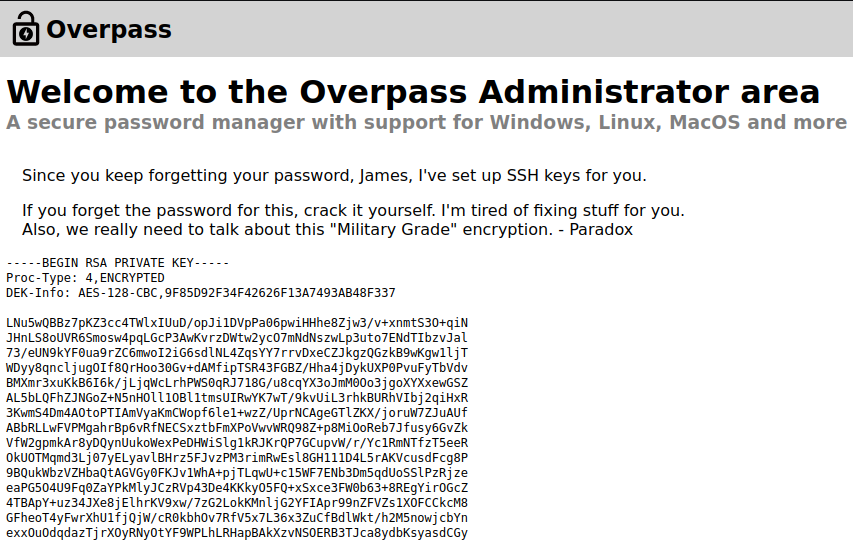 Overpass
Welcome to the Overpass Administrator area
A secure password manager with support for Windows, Linux, MacOS and more
Since you keep forgetting your password, James, I've set up SSH keys for you.
If you forget the password for this, crack it yourself. I'm tired of fixing stuff for you.
Also, we really need to talk about this "Military Grade" encryption. - Paradox
-----BEGIN RSA PRIVATE KEY-----
Proc-Type: 4,ENCRYPTED
DEK-Info: AES-128-CBC,9F85D92F34F42626F13A7493AB48F337

LNu5wQBBz7pKZ3cc4TWlxIUuD/opJi1DVpPa06pwiHHhe8Zjw3/v+xnmtS3O+qiN
JHnLS8oUVR6Smosw4pqLGcP3AwKvrzDWtw2ycO7mNdNszwLp3uto7ENdTIbzvJal
73/eUN9kYF0ua9rZC6mwoI2iG6sdlNL4ZqsYY7rrvDxeCZJkgzQGzkB9wKgw1ljT
WDyy8qncljugOIf8QrHoo30Gv+dAMfipTSR43FGBZ/Hha4jDykUXP0PvuFyTbVdv
BMXmr3xuKkB6I6k/jLjqWcLrhPWS0qRJ718G/u8cqYX3oJmM0Oo3jgoXYXxewGSZ
AL5bLQFhZJNGoZ+N5nHOll1OBl1tmsUIRwYK7wT/9kvUiL3rhkBURhVIbj2qiHxR
3KwmS4Dm4AOtoPTIAmVyaKmCWopf6le1+wzZ/UprNCAgeGTlZKX/joruW7ZJuAUf
ABbRLLwFVPMgahrBp6vRfNECSxztbFmXPoVwvWRQ98Z+p8MiOoReb7Jfusy6GvZk
VfW2gpmkAr8yDQynUukoWexPeDHWiSlg1kRJKrQP7GCupvW/r/Yc1RmNTfzT5eeR
OkUOTMqmd3Lj07yELyavlBHrz5FJvzPM3rimRwEsl8GH111D4L5rAKVcusdFcg8P
9BQukWbzVZHbaQtAGVGy0FKJv1WhA+pjTLqwU+c15WF7ENb3Dm5qdUoSSlPzRjze
eaPG5O4U9Fq0ZaYPkMlyJCzRVp43De4KKkyO5FQ+xSxce3FW0b63+8REgYirOGcZ
4TBApY+uz34JXe8jElhrKV9xw/7zG2LokKMnljG2YFIApr99nZFVZs1XOFCCkcM8
GFheoT4yFwrXhU1fjQjW/cR0kbhOv7RfV5x7L36x3ZuCfBdlWkt/h2M5nowjcbYn
exxOuOdqdazTjrXOyRNyOtYF9WPLhLRHapBAkXzvNSOERB3TJca8ydbKsyasdCGy